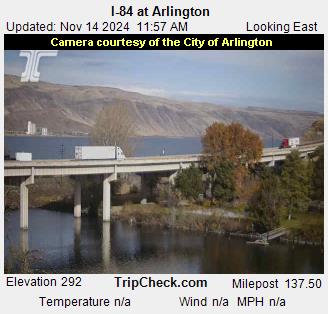 I-84 at Arlington
Updated: Nov 14 2024 11:57 AM Looking East
Camera courtesy of the City of Arlington
Elevation 292 TripCheck.com Milepost 137.50
Temperature n/a Wind n/a MPH n/a